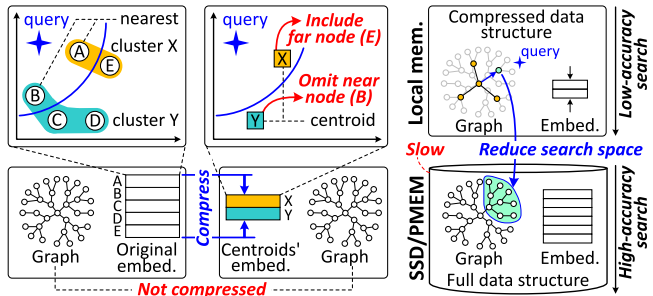 query
nearest
cluster X
A
E
B
C
D
cluster Y
query
Include
far node (E)
X
Omit near
node (B)
Y
centroid
A
B
C
D
E
Graph
Original
embed.
Compress
X
Y
Centroids'
embed.
Graph
Not compressed
Local mem.
Compressed data
structure
query
Graph
Embed.
Low-accuracy
search
Slow
Reduce search space
SSD/PMEM
Graph
Embed.
Full data structure
High-accuracy
search